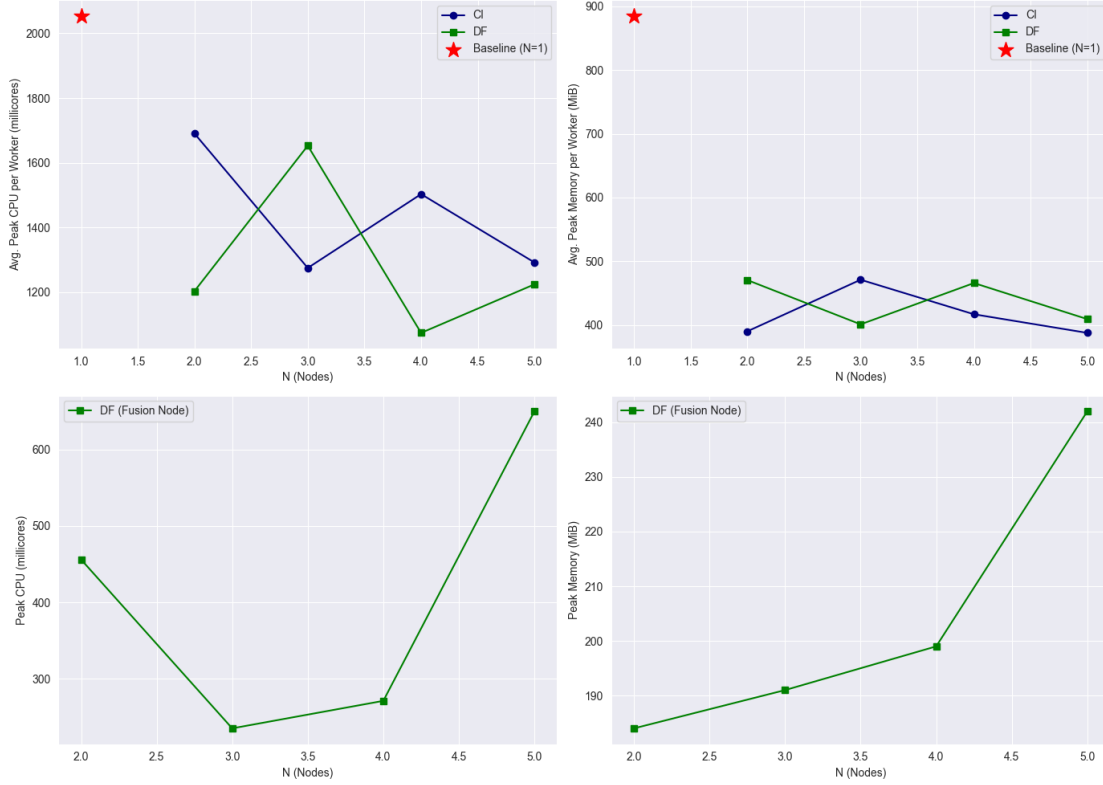 CI
DF
Baseline (N=1)
2000
1800
1600
1400
1200
Avg. Peak CPU per Worker (millicores)
1.0 1.5 2.0 2.5 3.0 3.5 4.0 4.5 5.0
N (Nodes)
CI
DF
Baseline (N=1)
900
800
700
600
500
400
Avg. Peak Memory per Worker (MiB)
1.0 1.5 2.0 2.5 3.0 3.5 4.0 4.5 5.0
N (Nodes)
DF (Fusion Node)
600
500
400
300
Peak CPU (millicores)
2.0 2.5 3.0 3.5 4.0 4.5 5.0
N (Nodes)
DF (Fusion Node)
240
230
220
210
200
190
Peak Memory (MiB)
2.0 2.5 3.0 3.5 4.0 4.5 5.0
N (Nodes)